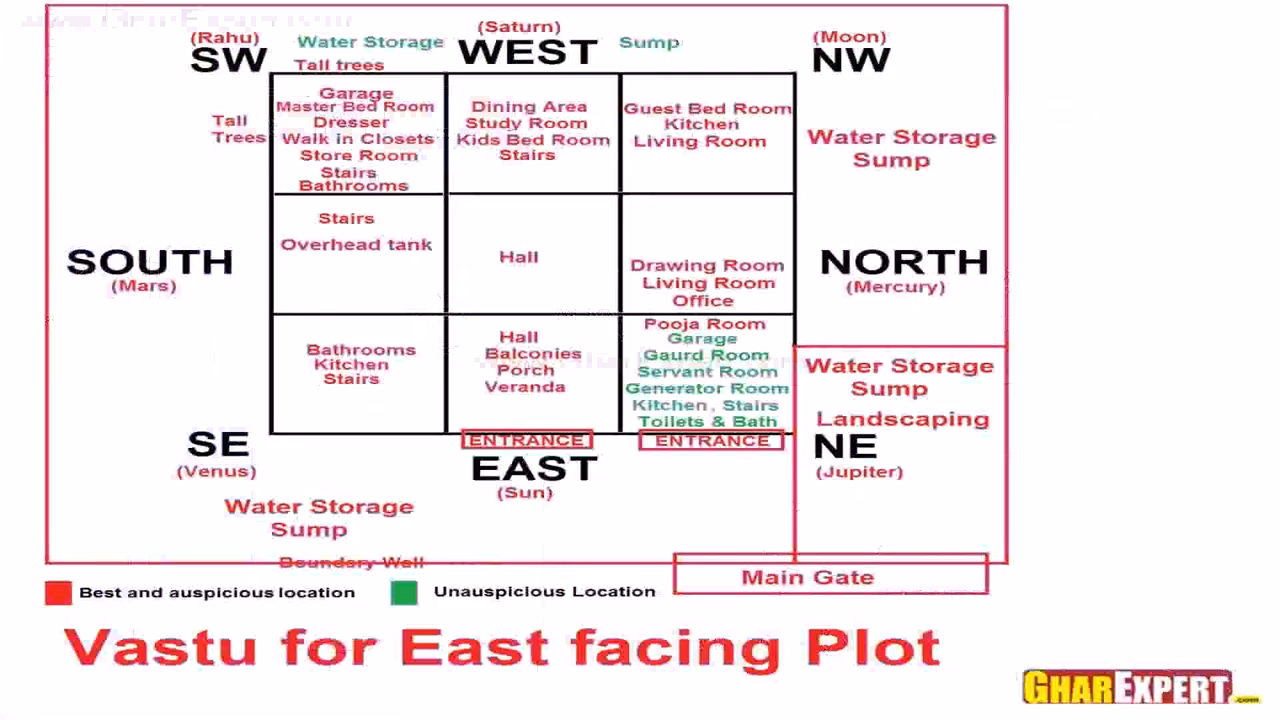 (Rahu)
SW
Water Storage
(Saturn)
WEST
Sump
(Moon)
NW
Tall trees
Tall
Trees
Garage
Master Bed Room
Dresser
Walk in Closets
Store Room
Stairs
Bathrooms
Dining Area
Study Room
Kids Bed Room
Stairs
Guest Bed Room
Kitchen
Living Room
Water Storage
Sump
SOUTH
(Mars)
Stairs
Overhead tank
Hall
Drawing Room
Living Room
Office
NORTH
(Mercury)
Bathrooms
Kitchen
Stairs
Hall
Balconies
Porch
Veranda
Pooja Room
Garage
Gaurd Room
Servant Room
Generator Room
Kitchen, Stairs
Toilets & Bath
Water Storage
Sump
Landscaping
NE
(Jupiter)
SE
(Venus)
ENTRANCE
ENTRANCE
EAST
(Sun)
Water Storage
Sump
Boundary Wall
Main Gate
Best and auspicious location
Unauspicious Location
Vastu for East facing Plot
GHAREXPERT.com